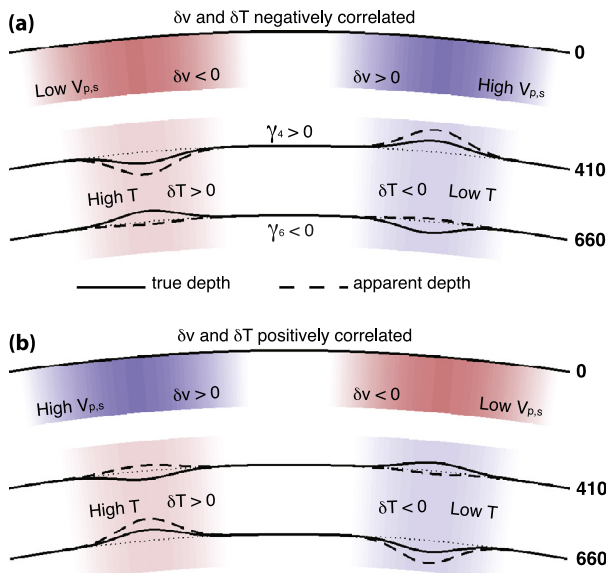 (a)
δv and δT negatively correlated
0
Low Vp,s
δv < 0
δv > 0
High Vp,s
γ4 > 0
410
High T
δT > 0
δT < 0
Low T
γ6 < 0
660
true depth
apparent depth
(b)
δv and δT positively correlated
0
High Vp,s
δv > 0
δv < 0
Low Vp,s
410
High T
δT > 0
δT < 0
Low T
660